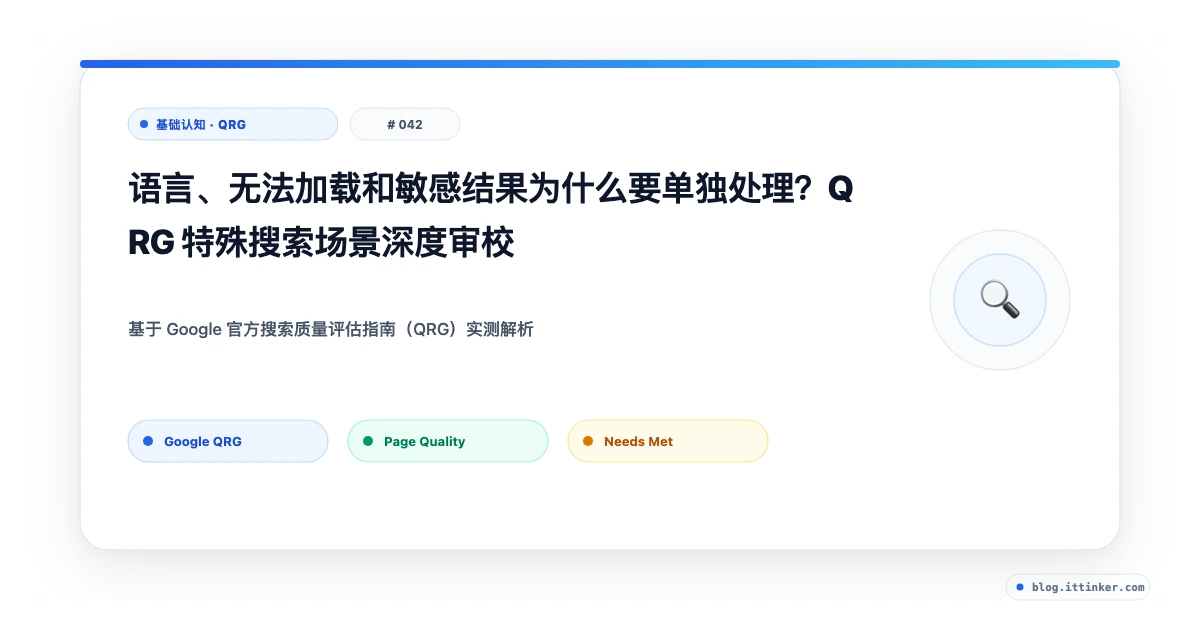 基础认知 · QRG
# 042
语言、无法加载和敏感结果为什么要单独处理？Q
RG 特殊搜索场景深度审校
基于 Google 官方搜索质量评估指南（QRG）实测解析
Google QRG
Page Quality
Needs Met
blog.ittinker.com